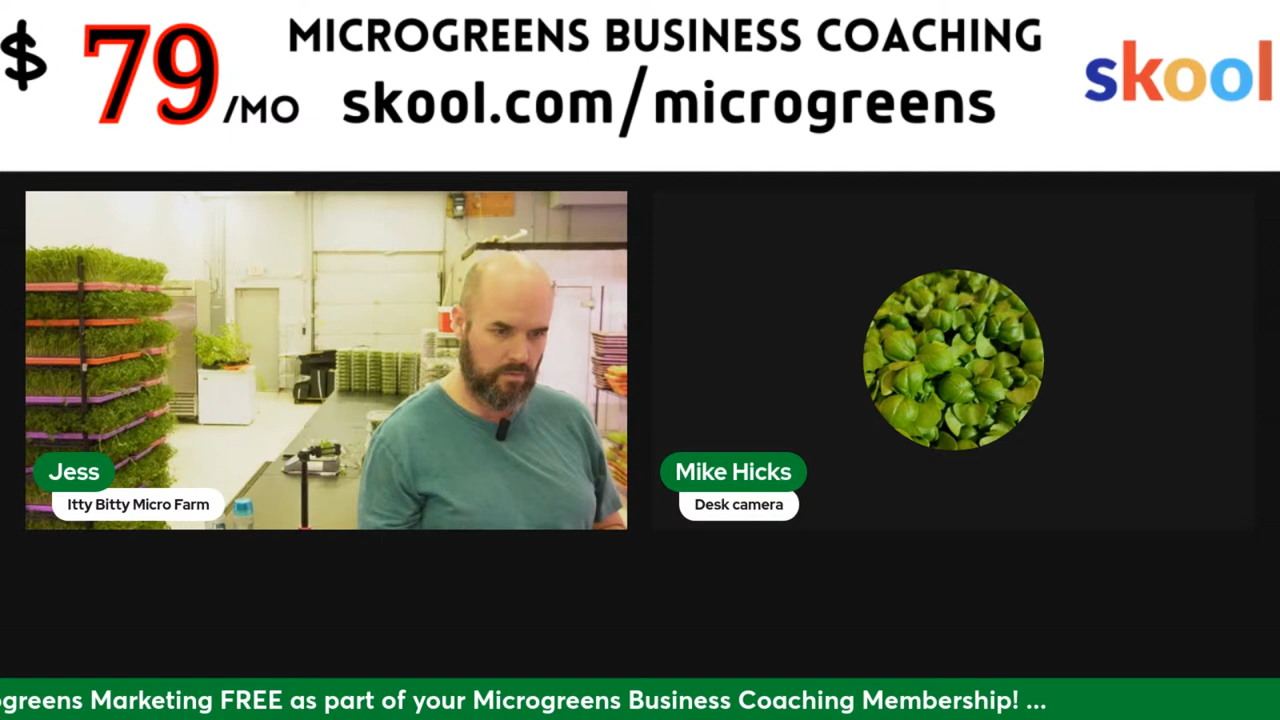 $ 79 /MO
MICROGREENS BUSINESS COACHING
skool.com/microgreens
skool
Jess
Itty Bitty Micro Farm
Mike Hicks
Desk camera
ogreens Marketing FREE as part of your Microgreens Business Coaching Membership! ...